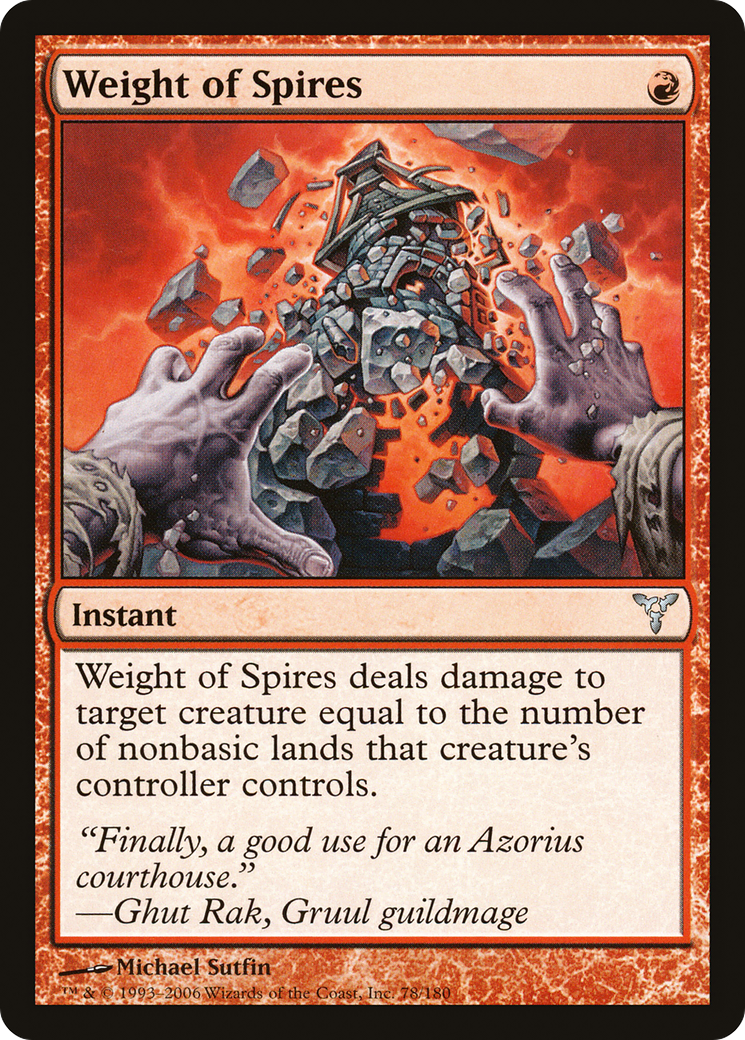 Weight of Spires
Instant
Weight of Spires deals damage to
target creature equal to the number
of nonbasic lands that creature's
controller controls.
"Finally, a good use for an Azorius
courthouse."
—Ghut Rak, Gruul guildmage
Michael Sutfin
™ & © 1993–2006 Wizards of the Coast, Inc. 78/180